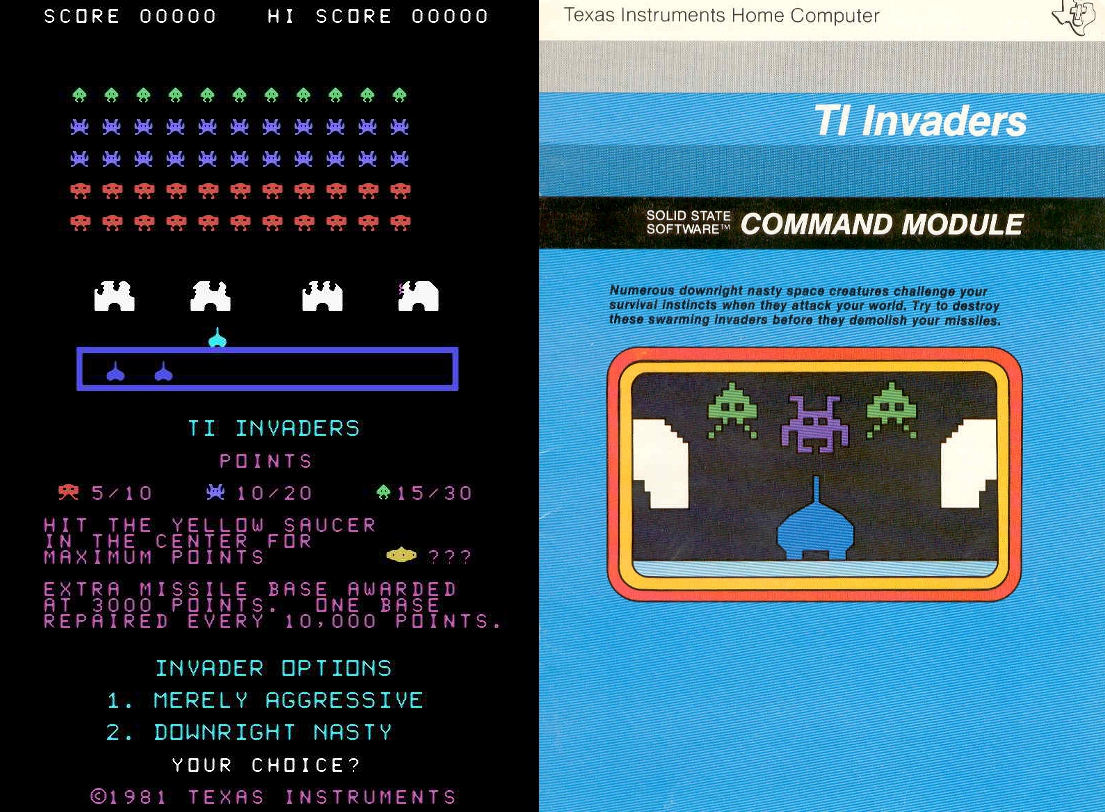 SCORE 00000 HI SCORE 00000
TI INVADERS
POINTS
5/10 10/20 15/30
HIT THE YELLOW SAUCER
IN THE CENTER FOR
MAXIMUM POINTS ???
EXTRA MISSILE BASE AWARDED
AT 3000 POINTS. ONE BASE
REPAIRED EVERY 10,000 POINTS.
INVADER OPTIONS
1. MERELY AGGRESSIVE
2. DOWNRIGHT NASTY
YOUR CHOICE?
©1981 TEXAS INSTRUMENTS
Texas Instruments Home Computer
TI Invaders
SOLID STATE
SOFTWARE™ COMMAND MODULE
Numerous downright nasty space creatures challenge your
survival instincts when they attack your world. Try to destroy
these swarming invaders before they demolish your missiles.